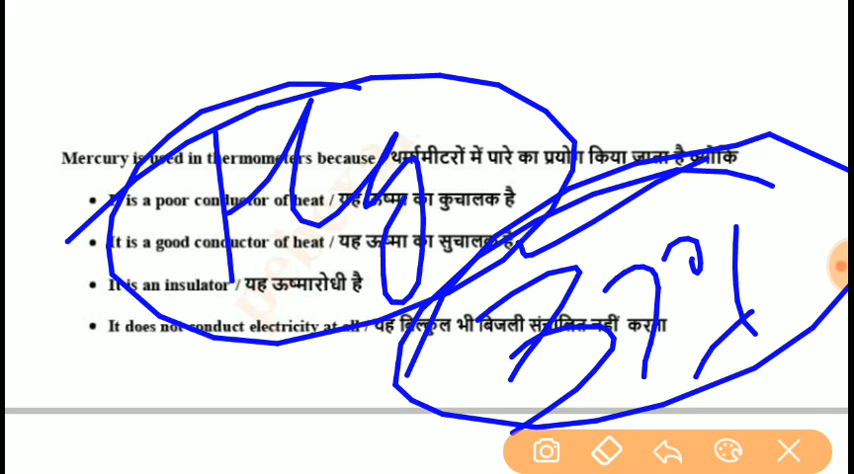 Mercury is used in thermometers because / थर्मामीटरों में पारे का प्रयोग किया जाता है क्योंकि
• It is a poor conductor of heat / यह ऊष्मा का कुचालक है
• It is a good conductor of heat / यह ऊष्मा का सुचालक है
• It is an insulator / यह ऊष्मारोधी है
• It does not conduct electricity at all / यह बिल्कुल भी बिजली संचालित नहीं करता